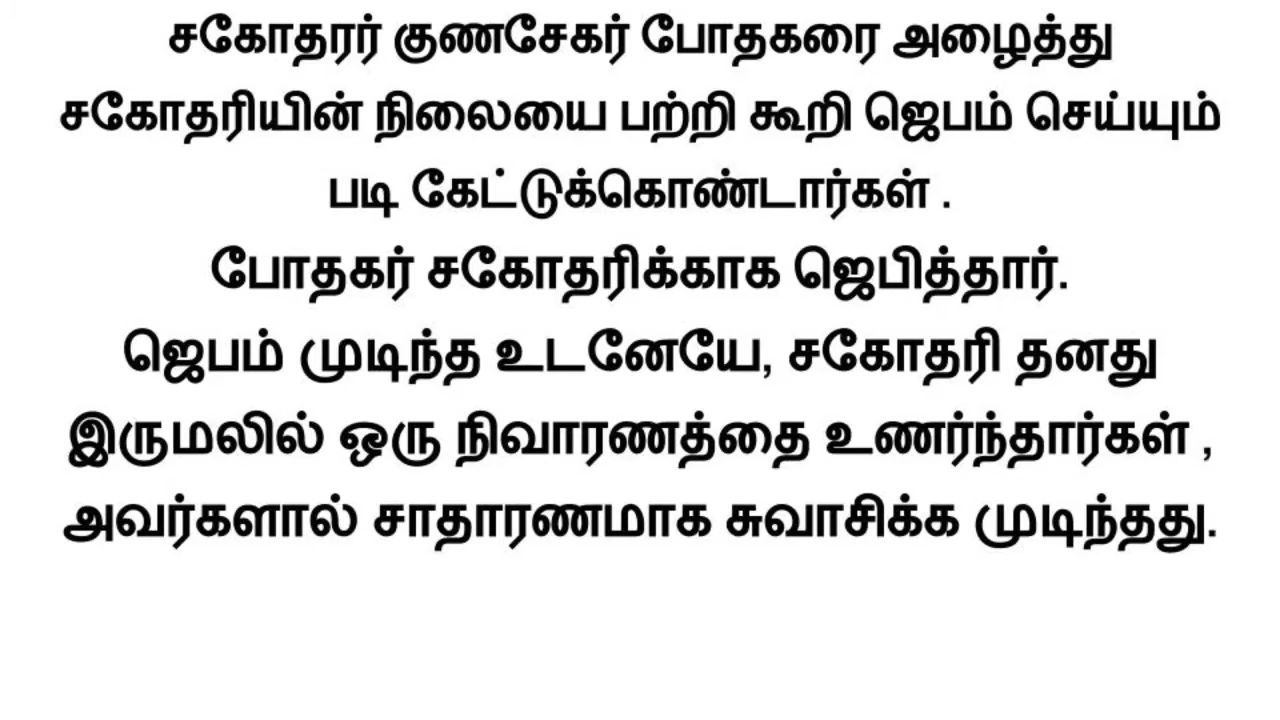 சகோதரர் குணசேகர் போதகரை அழைத்து
சகோதரியின் நிலையை பற்றி கூறி ஜெபம் செய்யும்
படி கேட்டுக்கொண்டார்கள் .
போதகர் சகோதரிக்காக ஜெபித்தார்.
ஜெபம் முடிந்த உடனேயே, சகோதரி தனது
இருமலில் ஒரு நிவாரணத்தை உணர்ந்தார்கள் ,
அவர்களால் சாதாரணமாக சுவாசிக்க முடிந்தது.